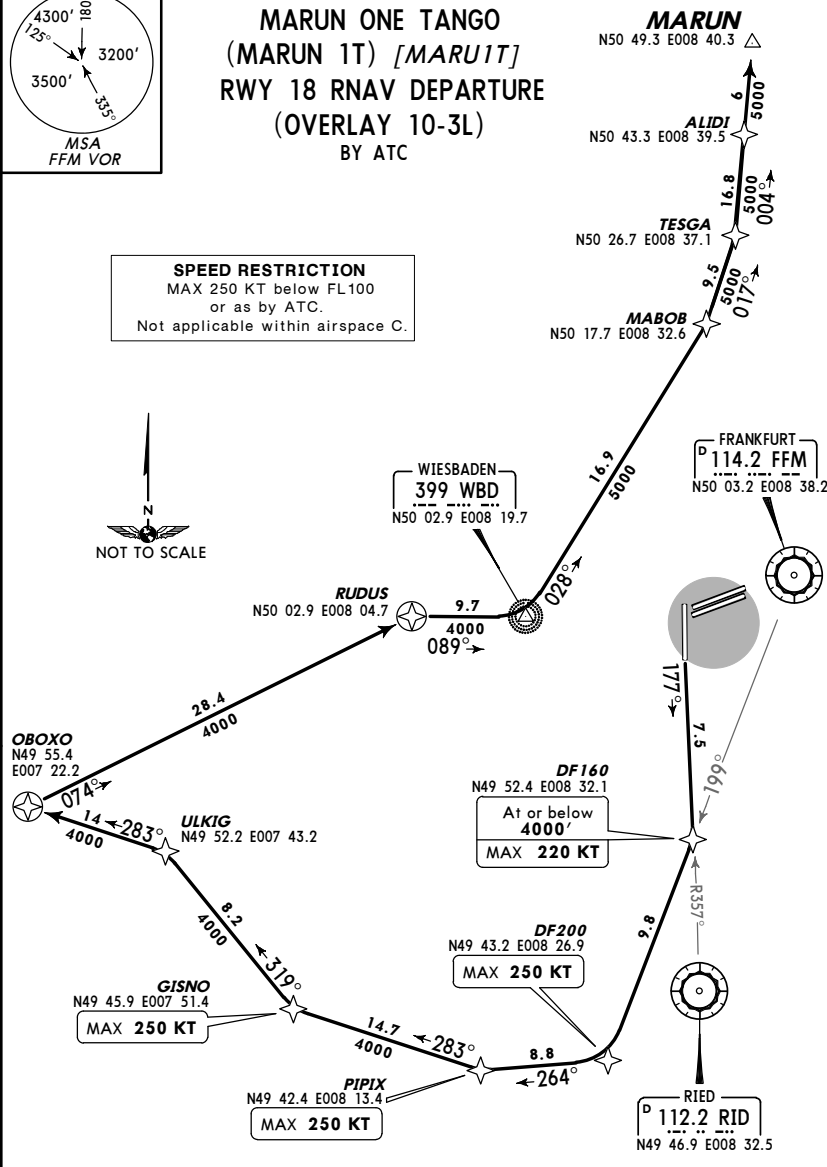 4300'
180°
125°
3200'
3500'
335°
MSA
FFM VOR
MARUN ONE TANGO
(MARUN 1T) [MARU1T]
RWY 18 RNAV DEPARTURE
(OVERLAY 10-3L)
BY ATC
MARUN
N50 49.3 E008 40.3
6
5000
ALIDI
N50 43.3 E008 39.5
16.8
5000
004°
TESGA
N50 26.7 E008 37.1
9.5
5000
017°
MABOB
N50 17.7 E008 32.6
SPEED RESTRICTION
MAX 250 KT below FL100
or as by ATC.
Not applicable within airspace C.
N
NOT TO SCALE
16.9
5000
FRANKFURT
D 114.2 FFM
N50 03.2 E008 38.2
WIESBADEN
399 WBD
N50 02.9 E008 19.7
028°
RUDUS
N50 02.9 E008 04.7
9.7
4000
089°
28.4
4000
177°
7.5
199°
OBOXO
N49 55.4
E007 22.2
074°
DF160
N49 52.4 E008 32.1
At or below
4000'
MAX 220 KT
14
283°
4000
ULKIG
N49 52.2 E007 43.2
8.2
4000
319°
R357°
9.8
DF200
N49 43.2 E008 26.9
MAX 250 KT
GISNO
N49 45.9 E007 51.4
MAX 250 KT
14.7
4000
283°
8.8
264°
PIPIX
N49 42.4 E008 13.4
MAX 250 KT
RIED
D 112.2 RID
N49 46.9 E008 32.5